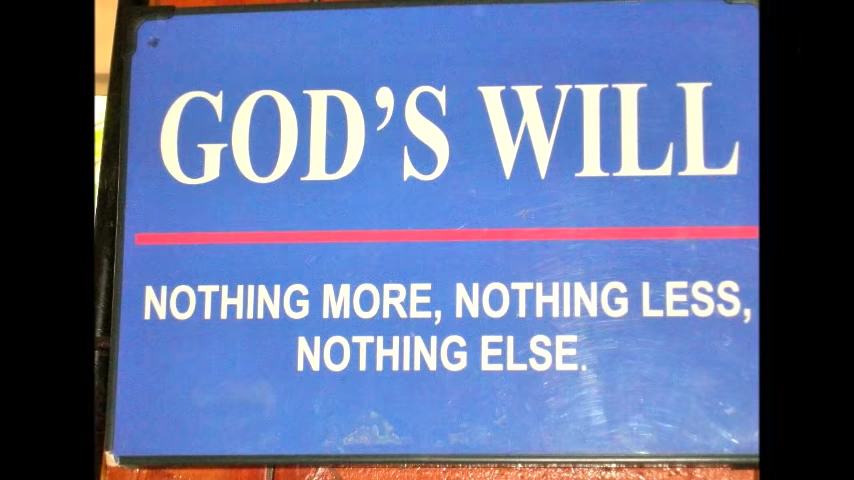 GOD’S WILL
NOTHING MORE, NOTHING LESS,
NOTHING ELSE.